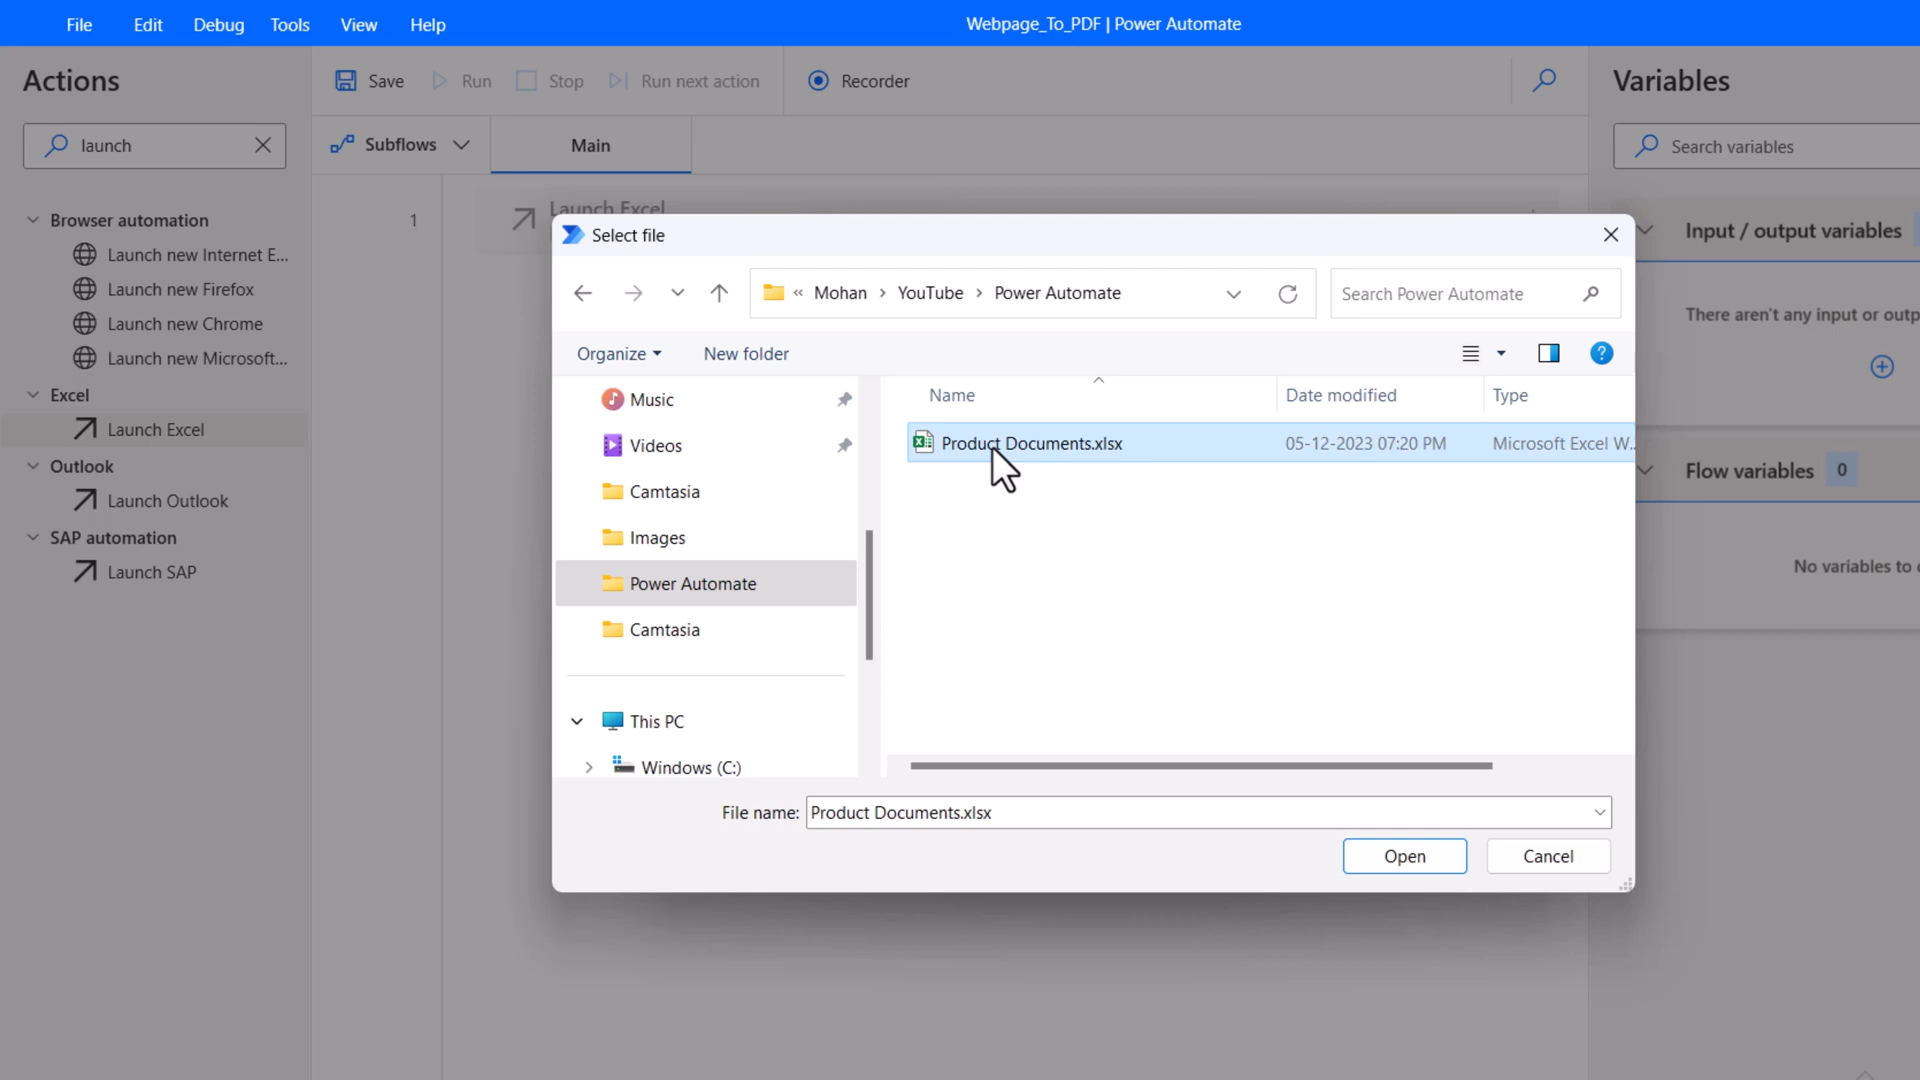 File Edit Debug Tools View Help
Webpage_To_PDF | Power Automate
Actions
launch
Browser automation
Launch new Internet E...
Launch new Firefox
Launch new Chrome
Launch new Microsoft...
Excel
Launch Excel
Outlook
Launch Outlook
SAP automation
Launch SAP
Save Run Stop Run next action Recorder
Subflows Main
1
Launch Excel
Select file
« Mohan > YouTube > Power Automate
Search Power Automate
Organize New folder
Music
Videos
Camtasia
Images
Power Automate
Camtasia
This PC
Windows (C:)
Name Date modified Type
Product Documents.xlsx 05-12-2023 07:20 PM Microsoft Excel W...
File name: Product Documents.xlsx
Open Cancel
Variables
Search variables
Input / output variables
There aren't any input or outp
Flow variables 0
No variables to